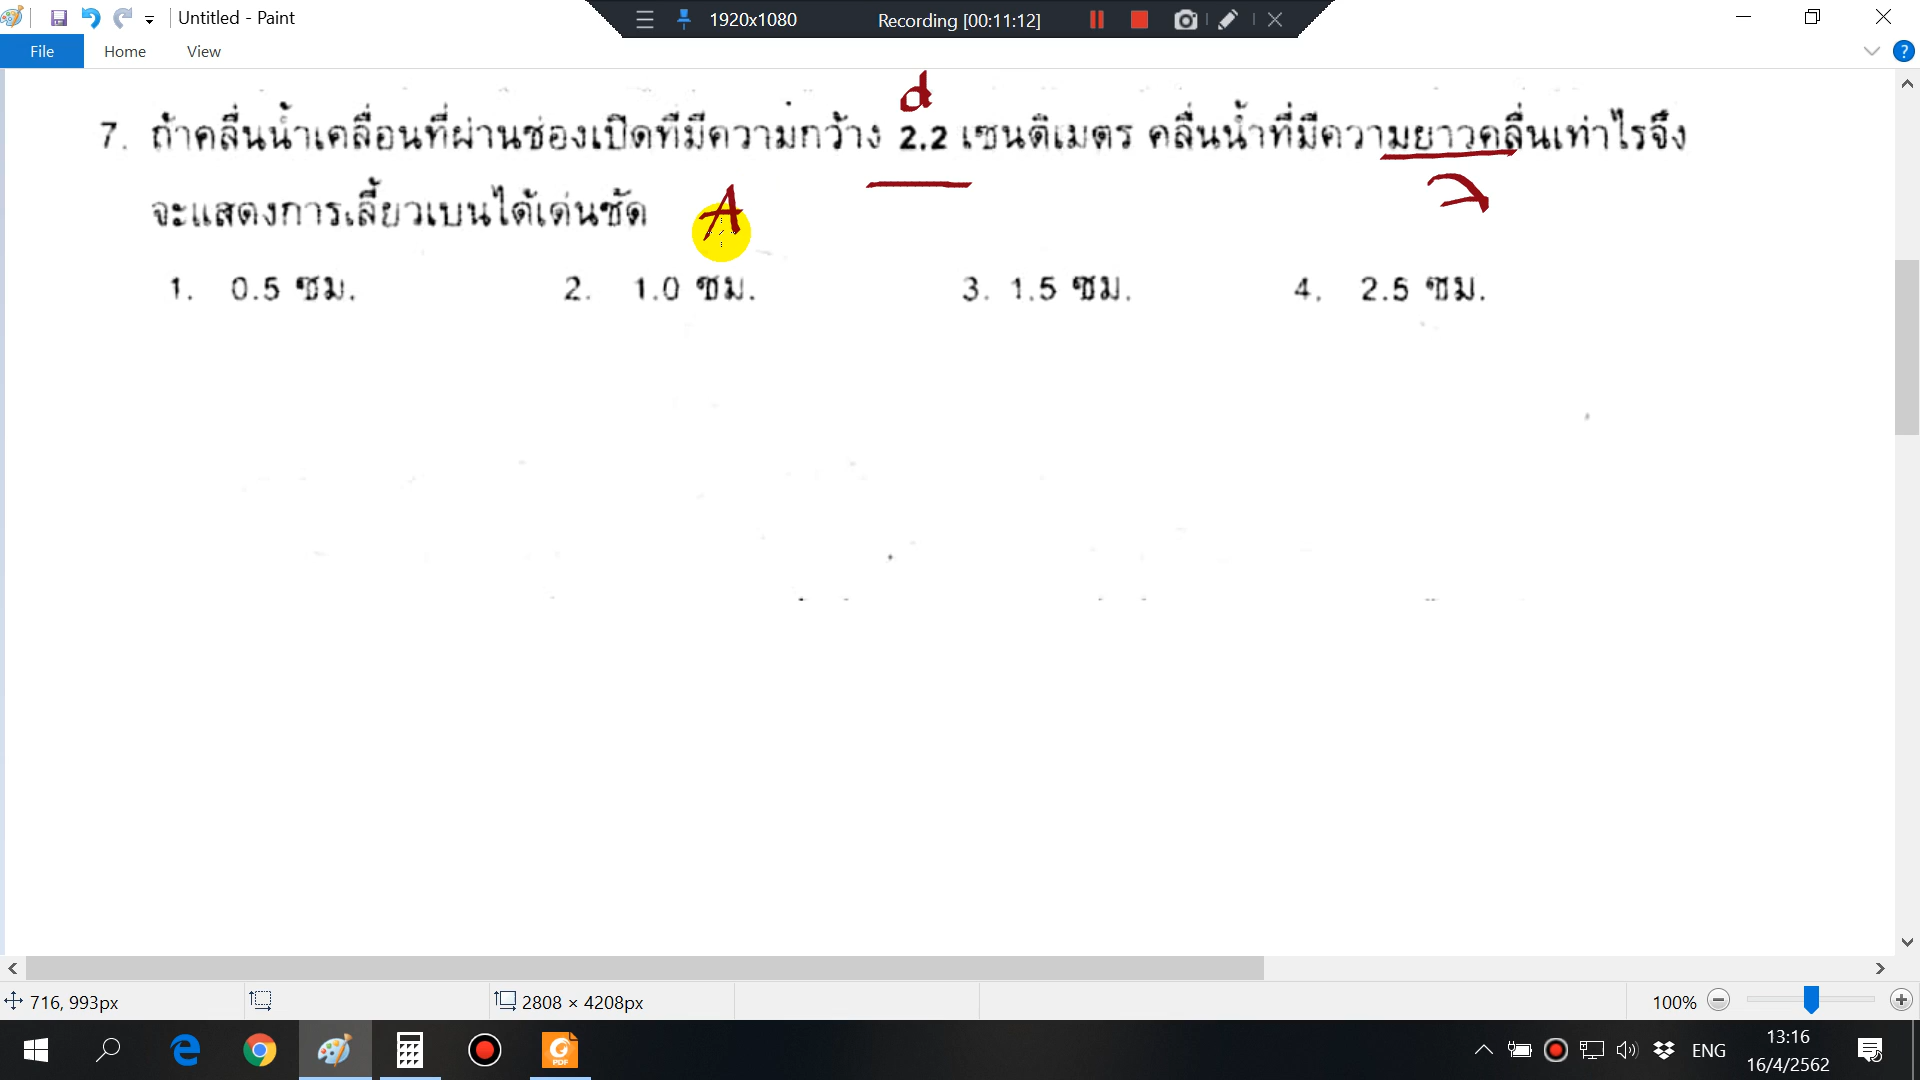 Untitled - Paint
1920x1080
Recording [00:11:12]
File
Home
View
?
d
7. ถ้าคลื่นน้ำเคลื่อนที่ผ่านช่องเปิดที่มีความกว้าง 2.2 เซนติเมตร คลื่นน้ำที่มีความยาวคลื่นเท่าไรจึง
จะแสดงการเลี้ยวเบนได้เด่นชัด
A
λ
1. 0.5 ซม.
2. 1.0 ซม.
3. 1.5 ซม.
4. 2.5 ซม.
716, 993px
2808 × 4208px
100%
PDF
ENG
13:16
16/4/2562